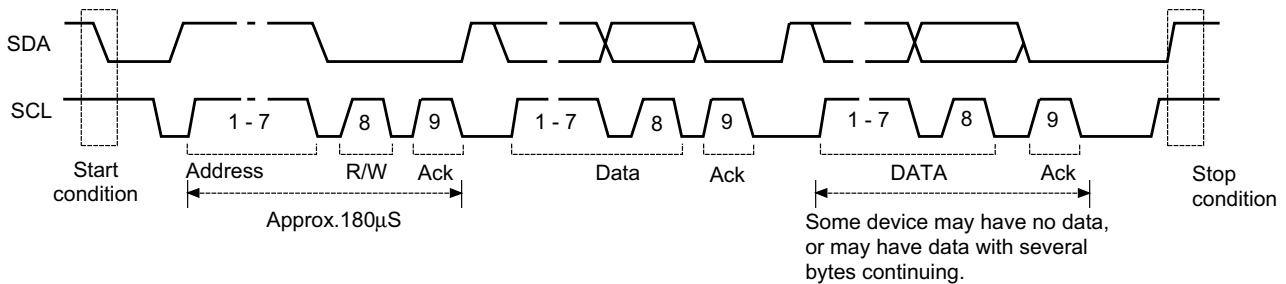 SDA
SCL
1 - 7 8 9 1 - 7 8 9 1 - 7 8 9
Start condition
Address R/W Ack Data Ack DATA Ack
Stop condition
Approx.180μS
Some device may have no data,
or may have data with several
bytes continuing.